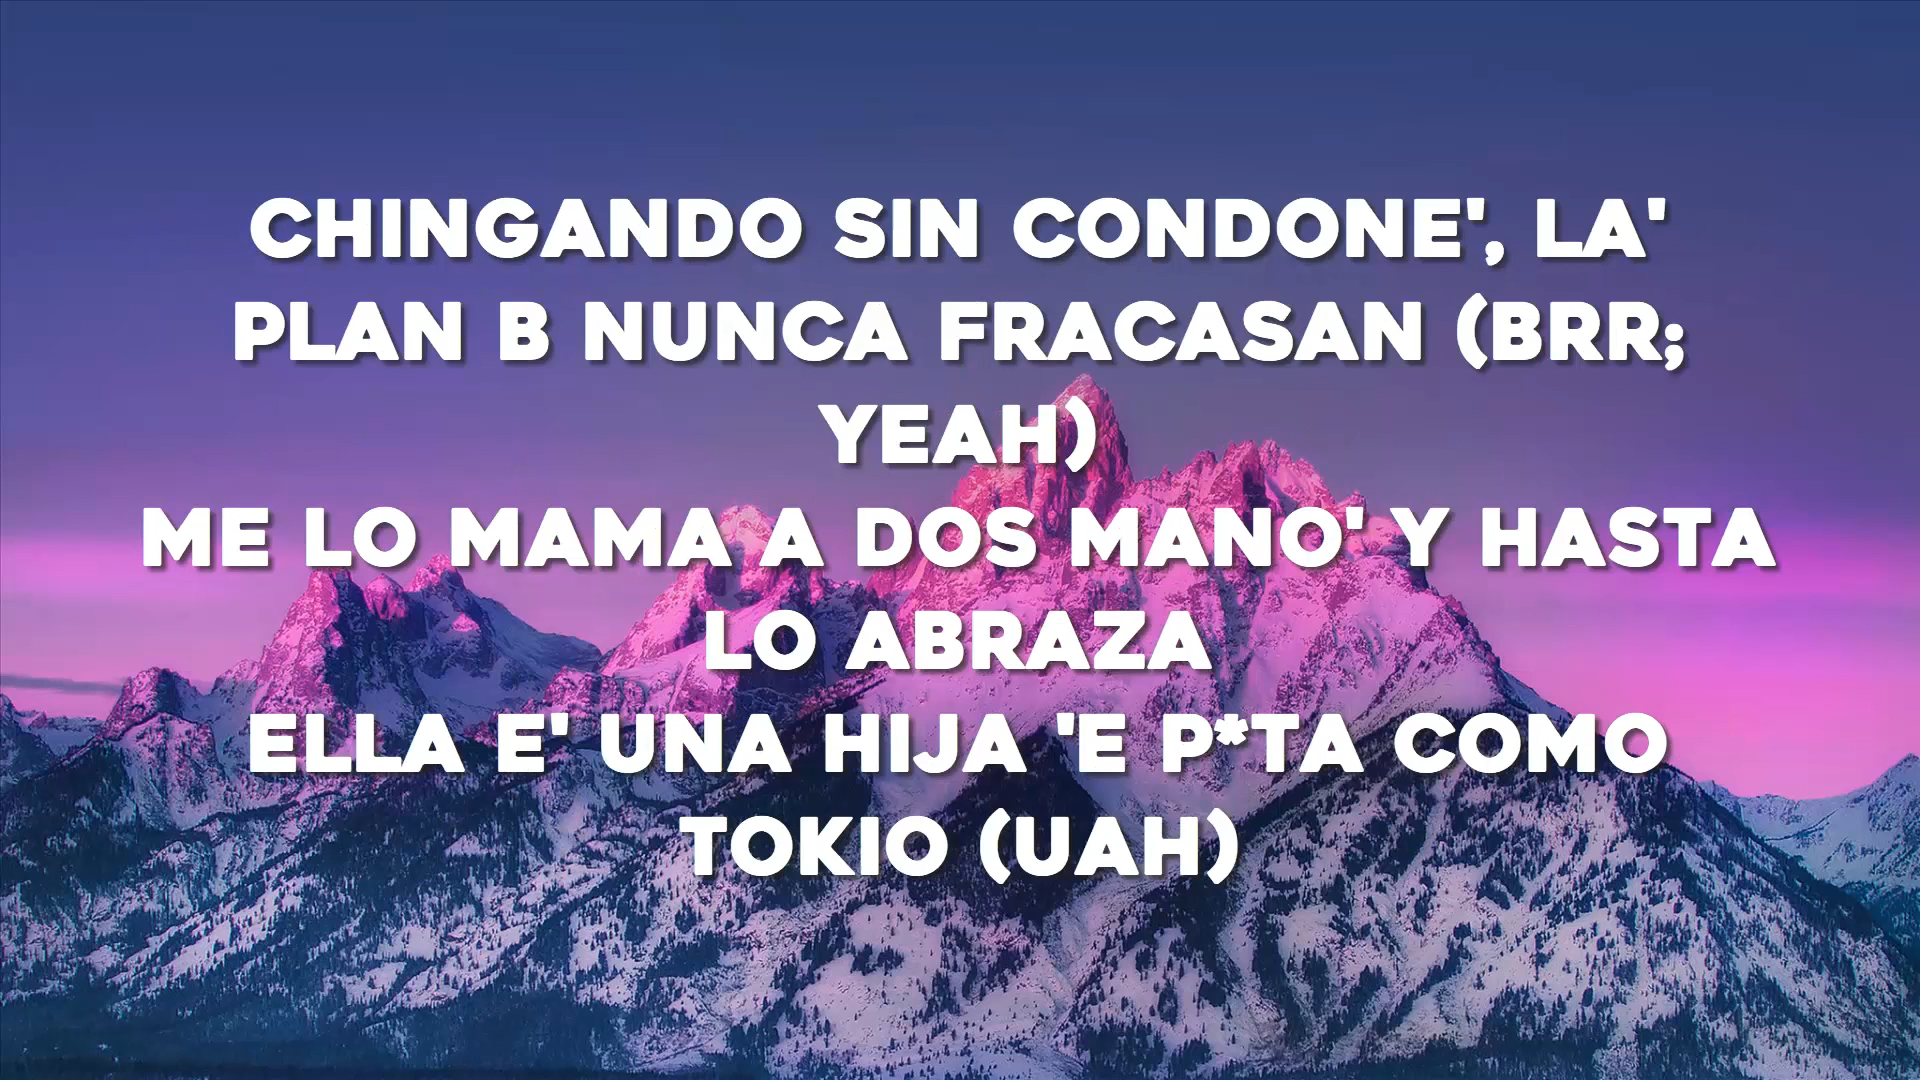 CHINGANDO SIN CONDONE', LA'
PLAN B NUNCA FRACASAN (BRR;
YEAH)
ME LO MAMA A DOS MANO' Y HASTA
LO ABRAZA
ELLA E' UNA HIJA 'E P*TA COMO
TOKIO (UAH)